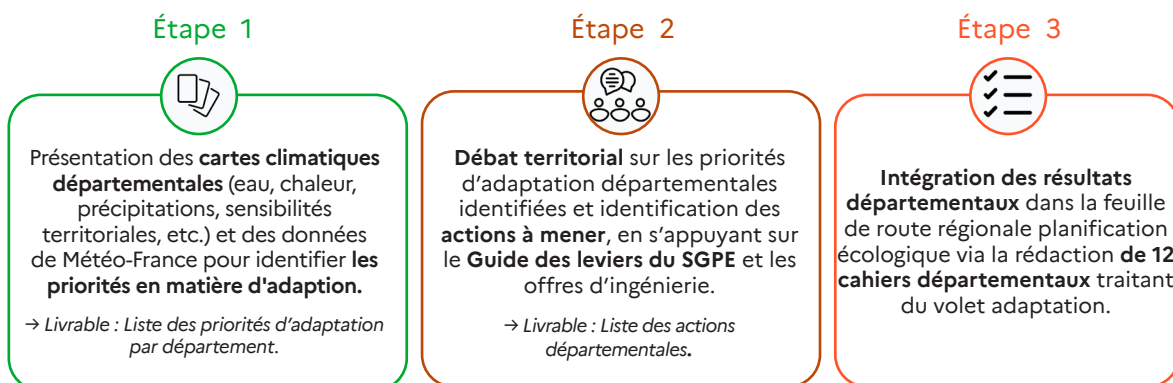 Étape 1
Présentation des cartes climatiques
départementales (eau, chaleur,
précipitations, sensibilités
territoriales, etc.) et des données
de Météo-France pour identifier les
priorités en matière d'adaption.
→ Livrable : Liste des priorités d'adaptation
par département.
Étape 2
Débat territorial sur les priorités
d'adaptation départementales
identifiées et identification des
actions à mener, en s'appuyant sur
le Guide des leviers du SGPE et les
offres d'ingénierie.
→ Livrable : Liste des actions
départementales.
Étape 3
Intégration des résultats
départementaux dans la feuille
de route régionale planification
écologique via la rédaction de 12
cahiers départementaux traitant
du volet adaptation.